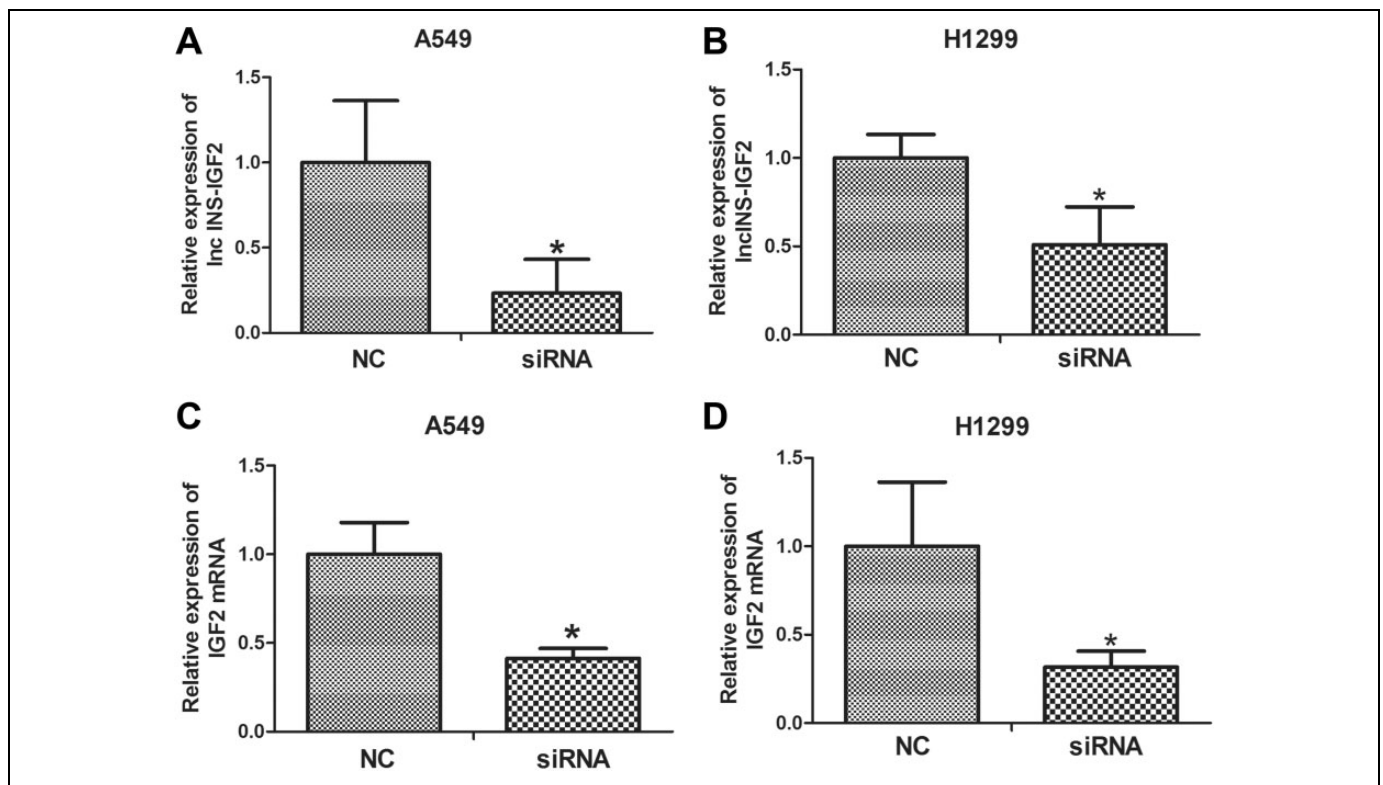 A
A549
Relative expression of
lnc INS-IGF2
1.5
1.0
0.5
0.0
*
NC
siRNA
B
H1299
Relative expression of
lncINS-IGF2
1.5
1.0
0.5
0.0
*
NC
siRNA
C
A549
Relative expression of
IGF2 mRNA
1.5
1.0
0.5
0.0
*
NC
siRNA
D
H1299
Relative expression of
IGF2 mRNA
1.5
1.0
0.5
0.0
*
NC
siRNA